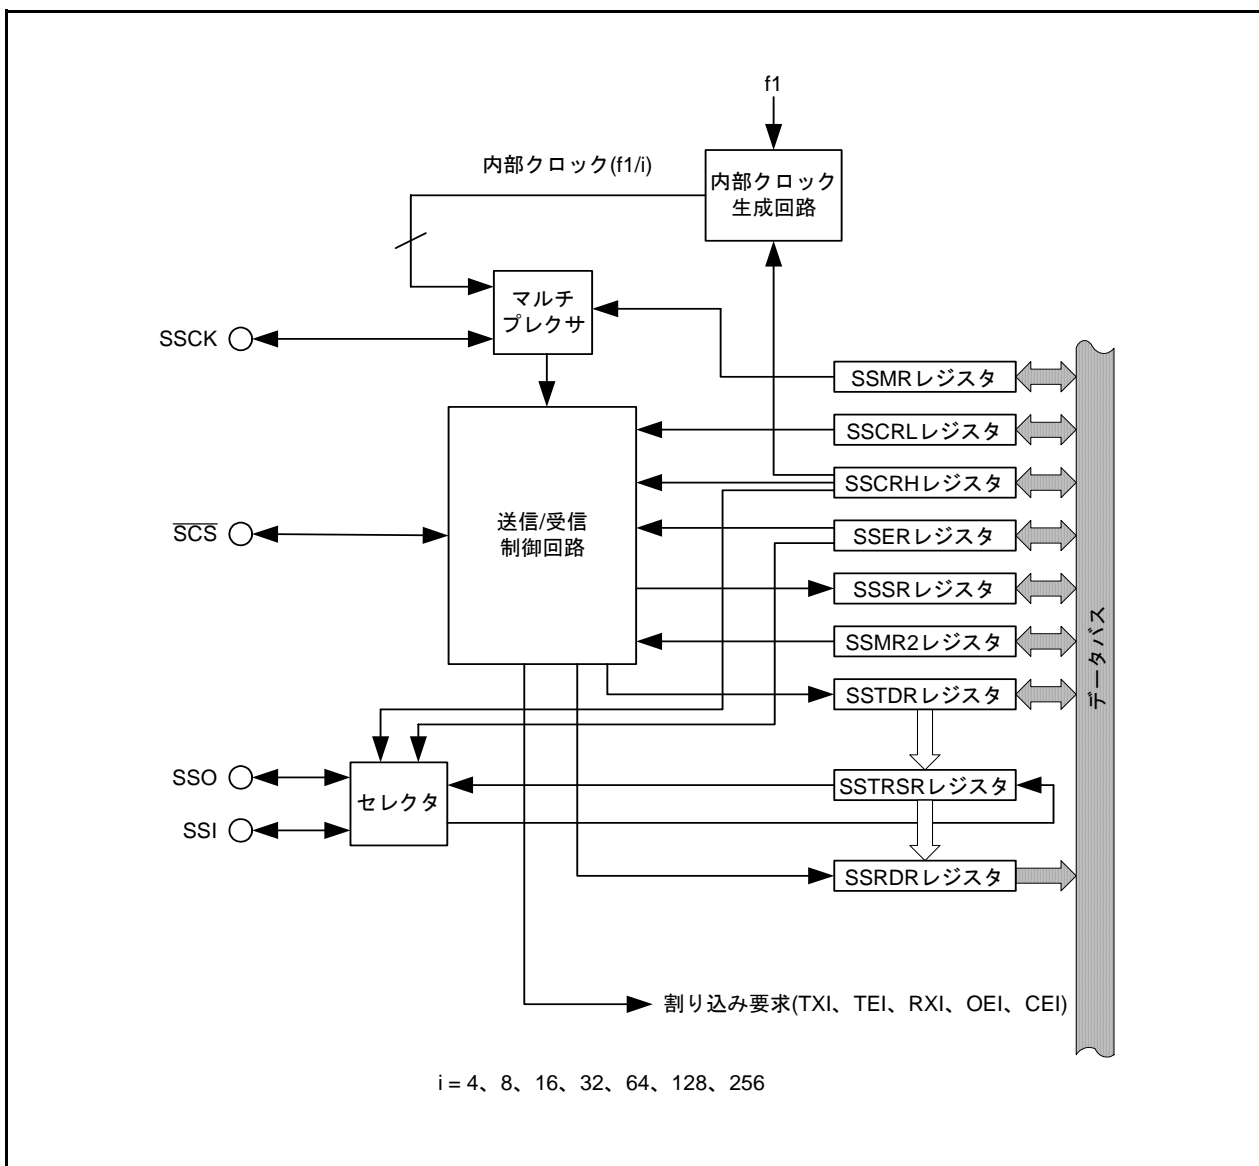 f1
内部クロック(f1/i)
内部クロック
生成回路
マルチ
プレクサ
SSCK
SSMRレジスタ
SSCRLレジスタ
SSCRHレジスタ
送信/受信
制御回路
SCS
SSERレジスタ
SSSRレジスタ
SSMR2レジスタ
データバス
SSTDRレジスタ
SSO
SSTRSRレジスタ
セレクタ
SSI
SSRDRレジスタ
割り込み要求(TXI、TEI、RXI、OEI、CEI)
i = 4、8、16、32、64、128、256